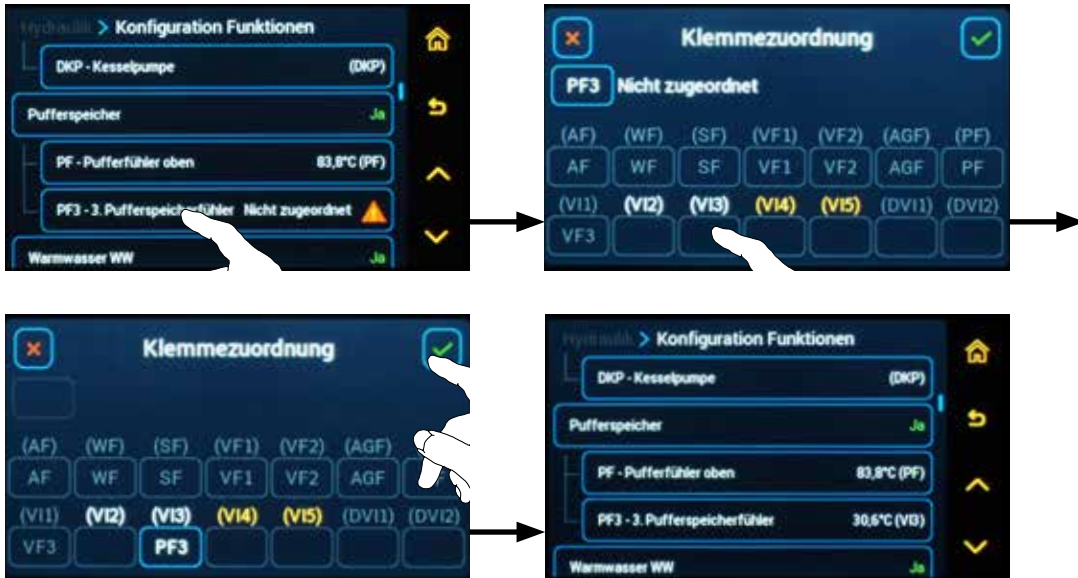 Hydraulik > Konfiguration Funktionen
DKP - Kesselpumpe (DKP)
Pufferspeicher Ja
PF - Pufferfühler oben 83,8°C (PF)
PF3 - 3. Pufferspeicherfühler Nicht zugeordnet
Warmwasser WW Ja
Klemmezuordnung
PF3 Nicht zugeordnet
(AF) (WF) (SF) (VF1) (VF2) (AGF) (PF)
AF WF SF VF1 VF2 AGF PF
(VI1) (VI2) (VI3) (VI4) (VI5) (DVI1) (DVI2)
VF3
Klemmezuordnung
(AF) (WF) (SF) (VF1) (VF2) (AGF)
AF WF SF VF1 VF2 AGF
(VI1) (VI2) (VI3) (VI4) (VI5) (DVI1) (DVI2)
VF3 PF3
Hydraulik > Konfiguration Funktionen
DKP - Kesselpumpe (DKP)
Pufferspeicher Ja
PF - Pufferfühler oben 83,8°C (PF)
PF3 - 3. Pufferspeicherfühler 30,6°C (VI3)
Warmwasser WW Ja